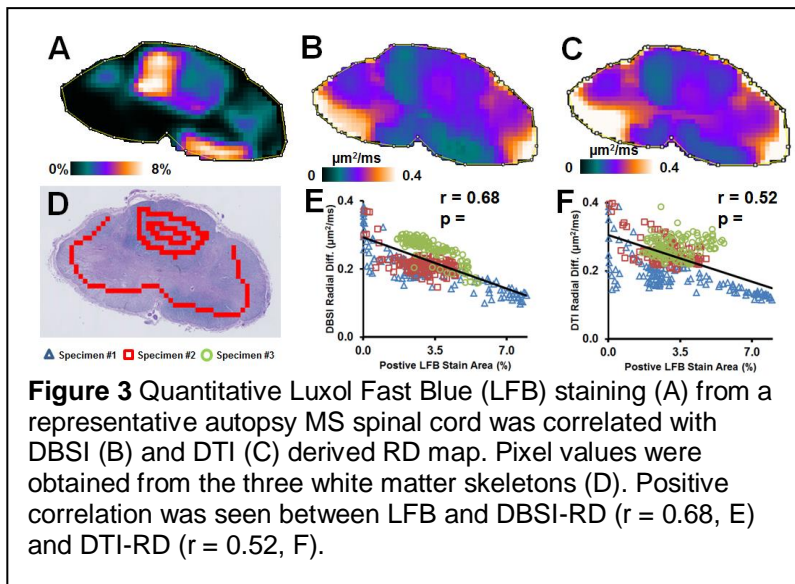 A
B
C
0%
8%
0
µm²/ms
0.4
0
µm²/ms
0.4
D
E
r = 0.68
p =
F
r = 0.52
p =
DBSI Radial Diff. (µm²/ms)
0.4
0.2
0.0
0.0
3.5
7.0
Postive LFB Stain Area (%)
DTI Radial Diff. (µm²/ms)
0.4
0.2
0.0
0.0
3.5
7.0
Postive LFB Stain Area (%)
Specimen #1 Specimen #2 Specimen #3
Figure 3 Quantitative Luxol Fast Blue (LFB) staining (A) from a
representative autopsy MS spinal cord was correlated with
DBSI (B) and DTI (C) derived RD map. Pixel values were
obtained from the three white matter skeletons (D). Positive
correlation was seen between LFB and DBSI-RD (r = 0.68, E)
and DTI-RD (r = 0.52, F).